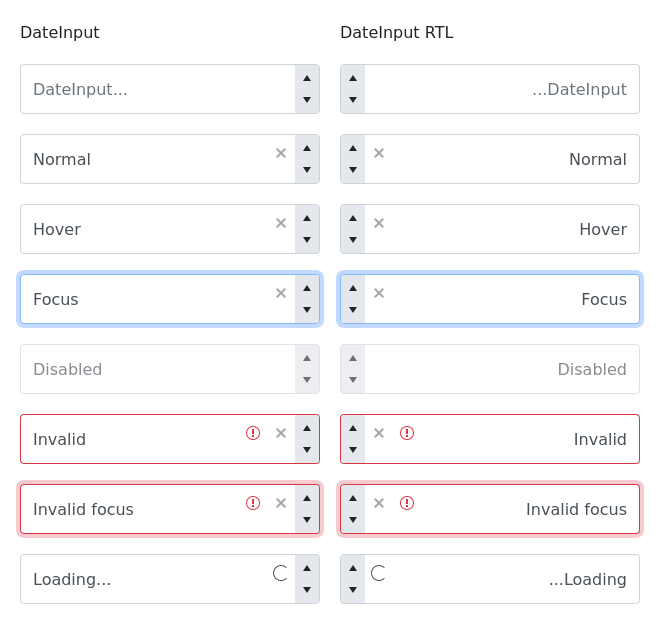 DateInput
DateInput RTL
DateInput...
...DateInput
Normal
Normal
Hover
Hover
Focus
Focus
Disabled
Disabled
Invalid
Invalid
Invalid focus
Invalid focus
Loading...
...Loading